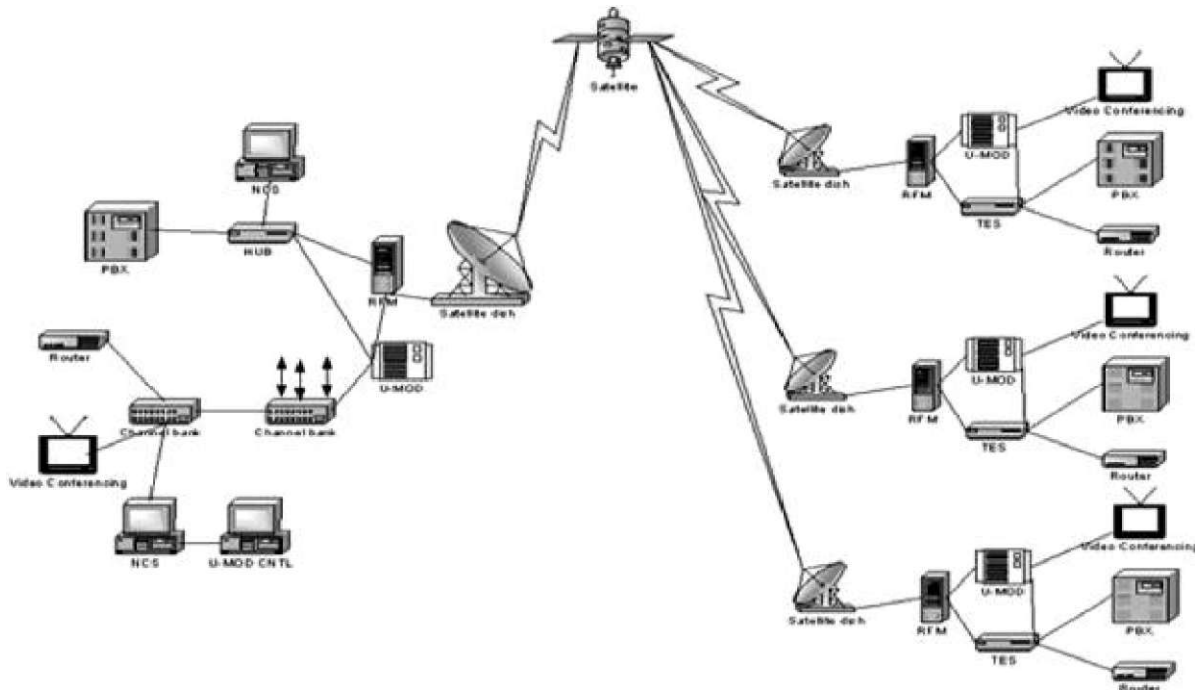 Satellite
Video Conferencing
U-MOD
Satellite dish
RFM
PBX
TES
Router
NCS
PBX
HUB
RFM
Satellite dish
Router
U-MOD
Channel bank
Channel bank
Video Conferencing
NCS
U-MOD CNTL
Video Conferencing
U-MOD
Satellite dish
RFM
PBX
TES
Router
Video Conferencing
U-MOD
Satellite dish
RFM
PBX
TES
Router